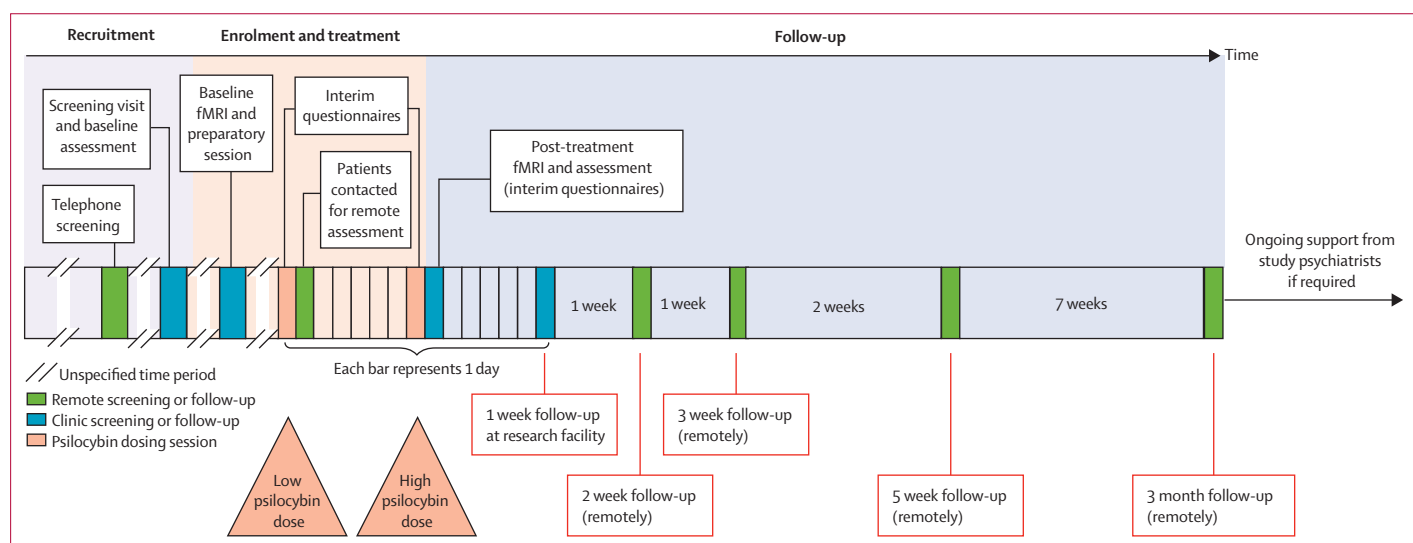 Recruitment
Enrolment and treatment
Follow-up
Time
Screening visit
and baseline
assessment
Baseline
fMRI and
preparatory
session
Interim
questionnaires
Post-treatment
fMRI and assessment
(interim questionnaires)
Patients
contacted
for remote
assessment
Telephone
screening
Ongoing support from
study psychiatrists
if required
1 week
1 week
2 weeks
7 weeks
Each bar represents 1 day
Unspecified time period
Remote screening or follow-up
Clinic screening or follow-up
Psilocybin dosing session
Low
psilocybin
dose
High
psilocybin
dose
1 week follow-up
at research facility
2 week follow-up
(remotely)
3 week follow-up
(remotely)
5 week follow-up
(remotely)
3 month follow-up
(remotely)